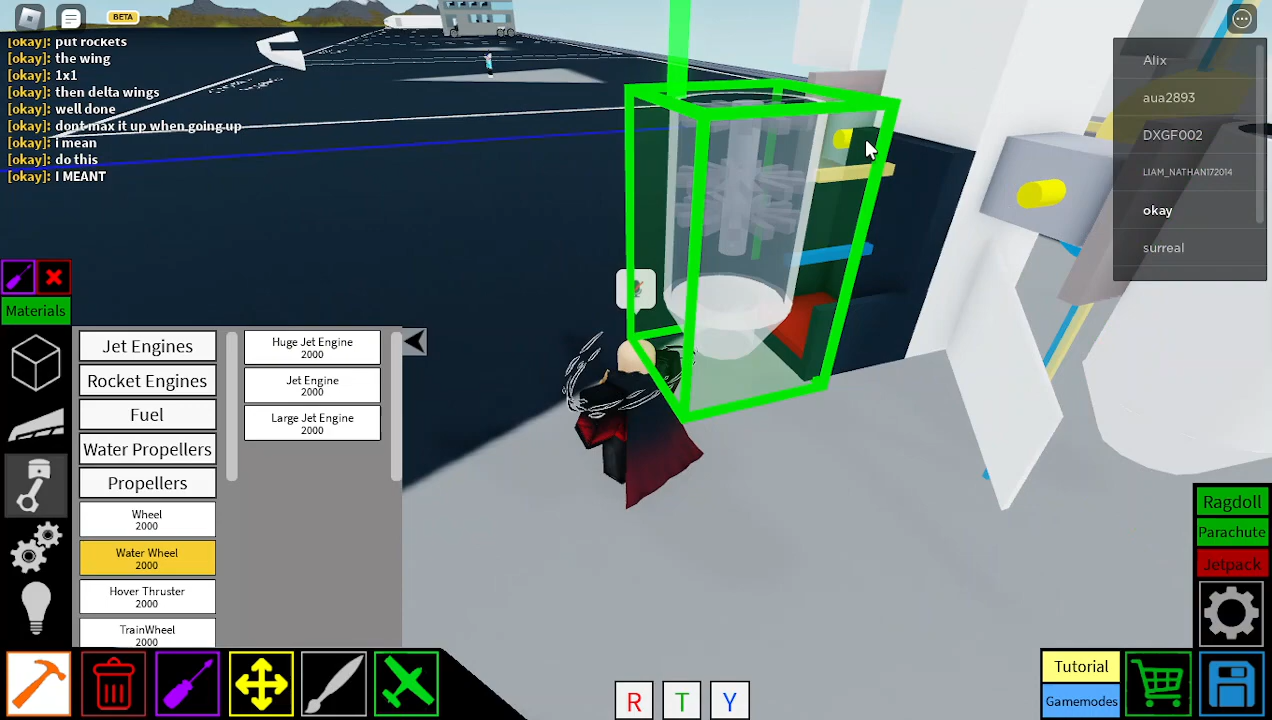 BETA
[okay]: put rockets
[okay]: the wing
[okay]: 1x1
[okay]: then delta wings
[okay]: well done
[okay]: dont max it up when going up
[okay]: i mean
[okay]: do this
[okay]: I MEANT
Alix
aua2893
DXGF002
LIAM_NATHAN172014
okay
surreal
Materials
Jet Engines
Rocket Engines
Fuel
Water Propellers
Propellers
Wheel
2000
Water Wheel
2000
Hover Thruster
2000
TrainWheel
2000
Huge Jet Engine
2000
Jet Engine
2000
Large Jet Engine
2000
Ragdoll
Parachute
Jetpack
Tutorial
Gamemodes
R T Y